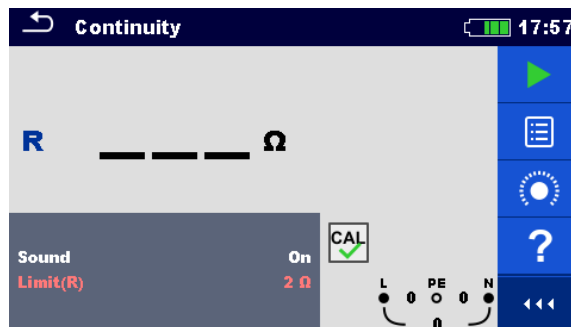 Continuity 17:57
R _ _ _ Ω
?
CAL
Sound On
Limit(R) 2 Ω
L PE N
0 0
0